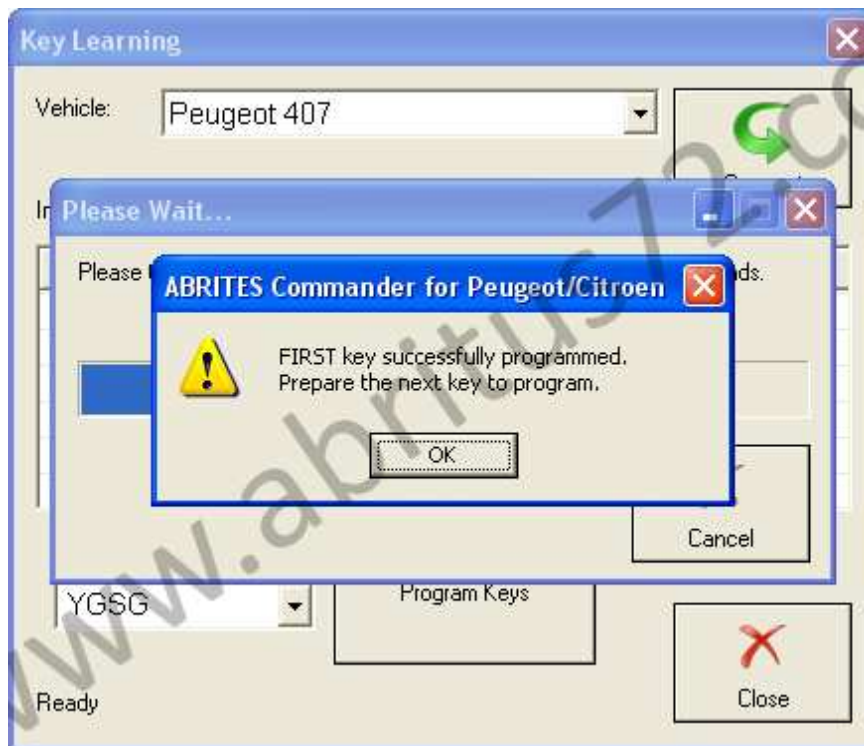 Key Learning
Vehicle:
Peugeot 407
Please Wait...
Please
ABRITES Commander for Peugeot/Citroen
FIRST key successfully programmed.
Prepare the next key to program.
OK
Cancel
YGSG
Program Keys
Close
Ready
www.abritus72.co